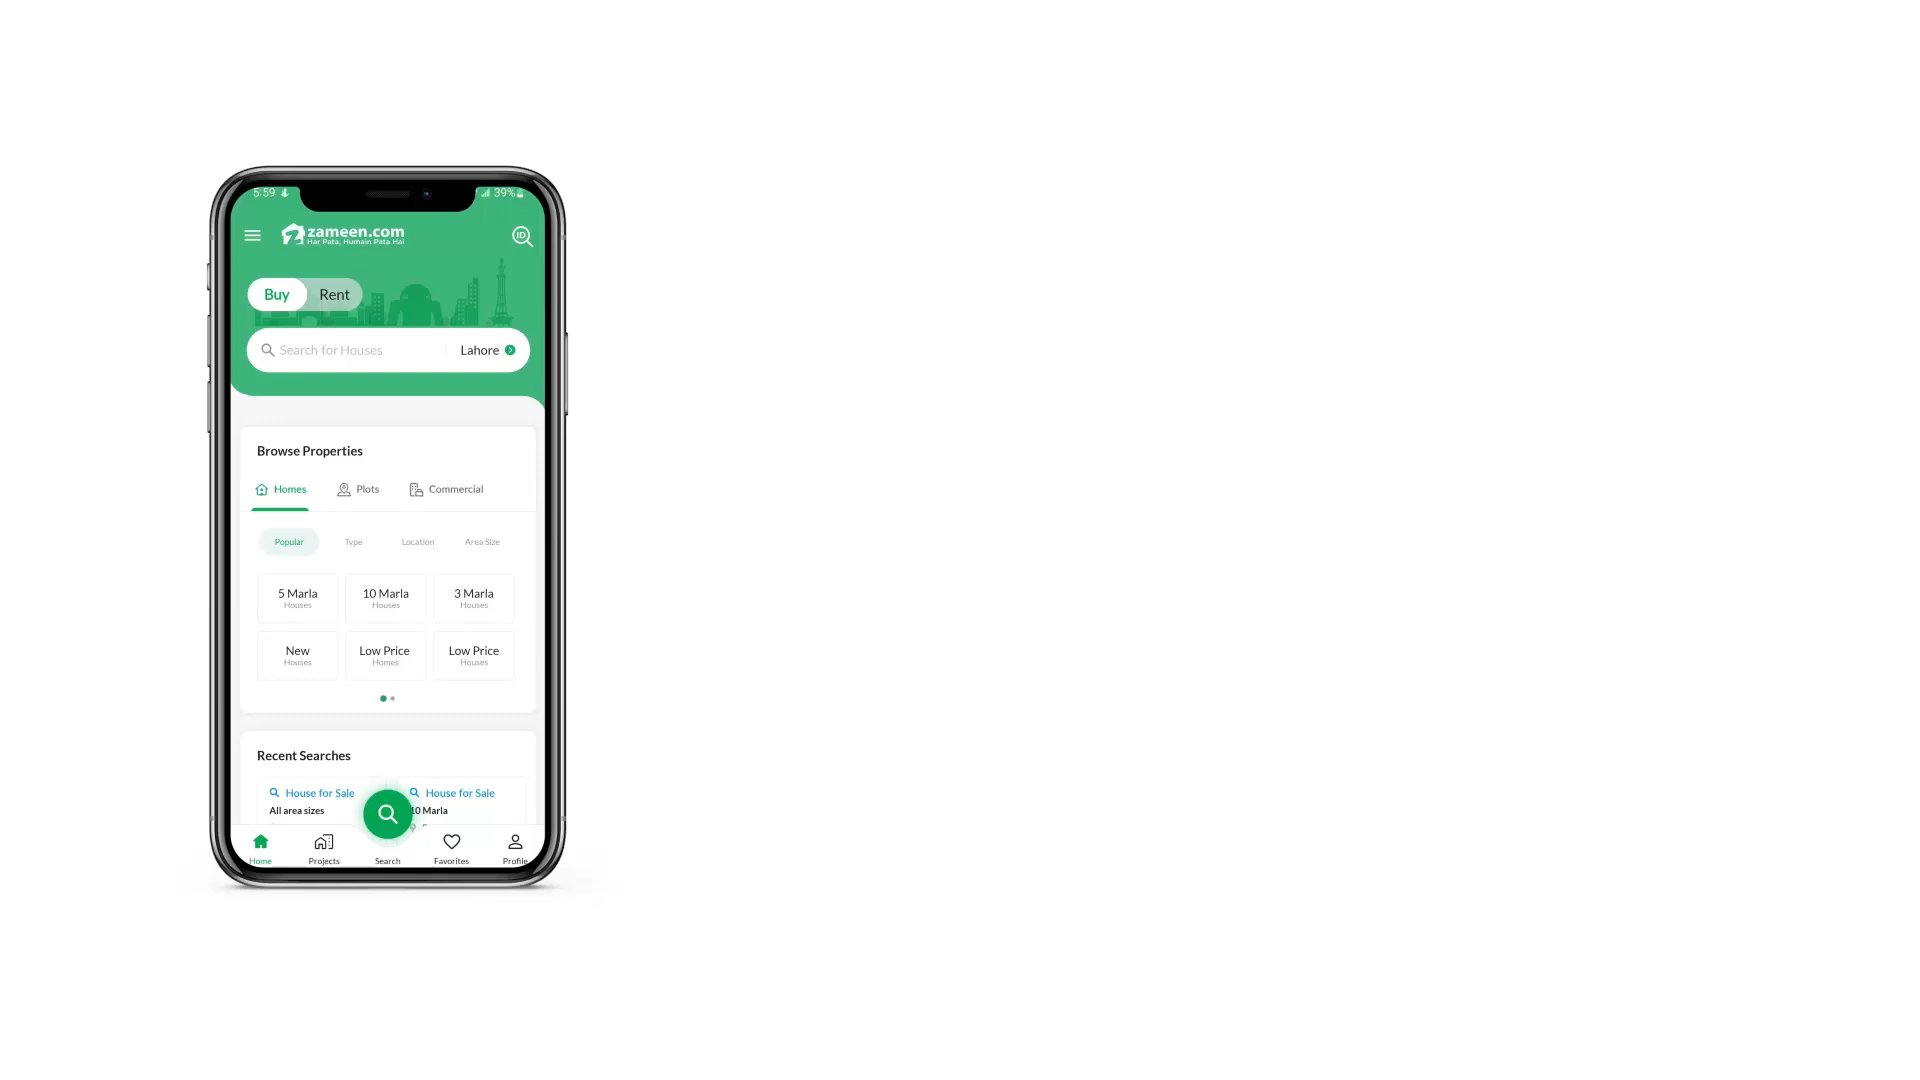 5:59 39%
zameen.com
Har Pata, Humain Pata Hai
ID
Buy Rent
Search for Houses Lahore
Browse Properties
Homes Plots Commercial
Popular Type Location Area Size
5 Marla 10 Marla 3 Marla
Houses Houses Houses
New Low Price Low Price
Houses Homes Houses
Recent Searches
House for Sale House for Sale
All area sizes 10 Marla
Home Projects Search Favorites Profile